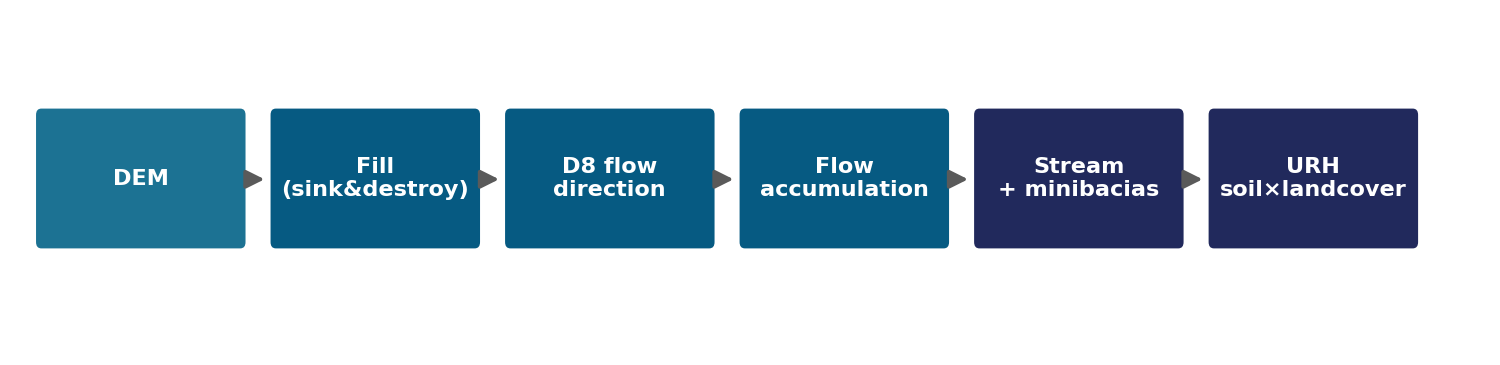 DEM
Fill
(sink&destroy)
D8 flow
direction
Flow
accumulation
Stream
+ minibacias
URH
soil×landcover